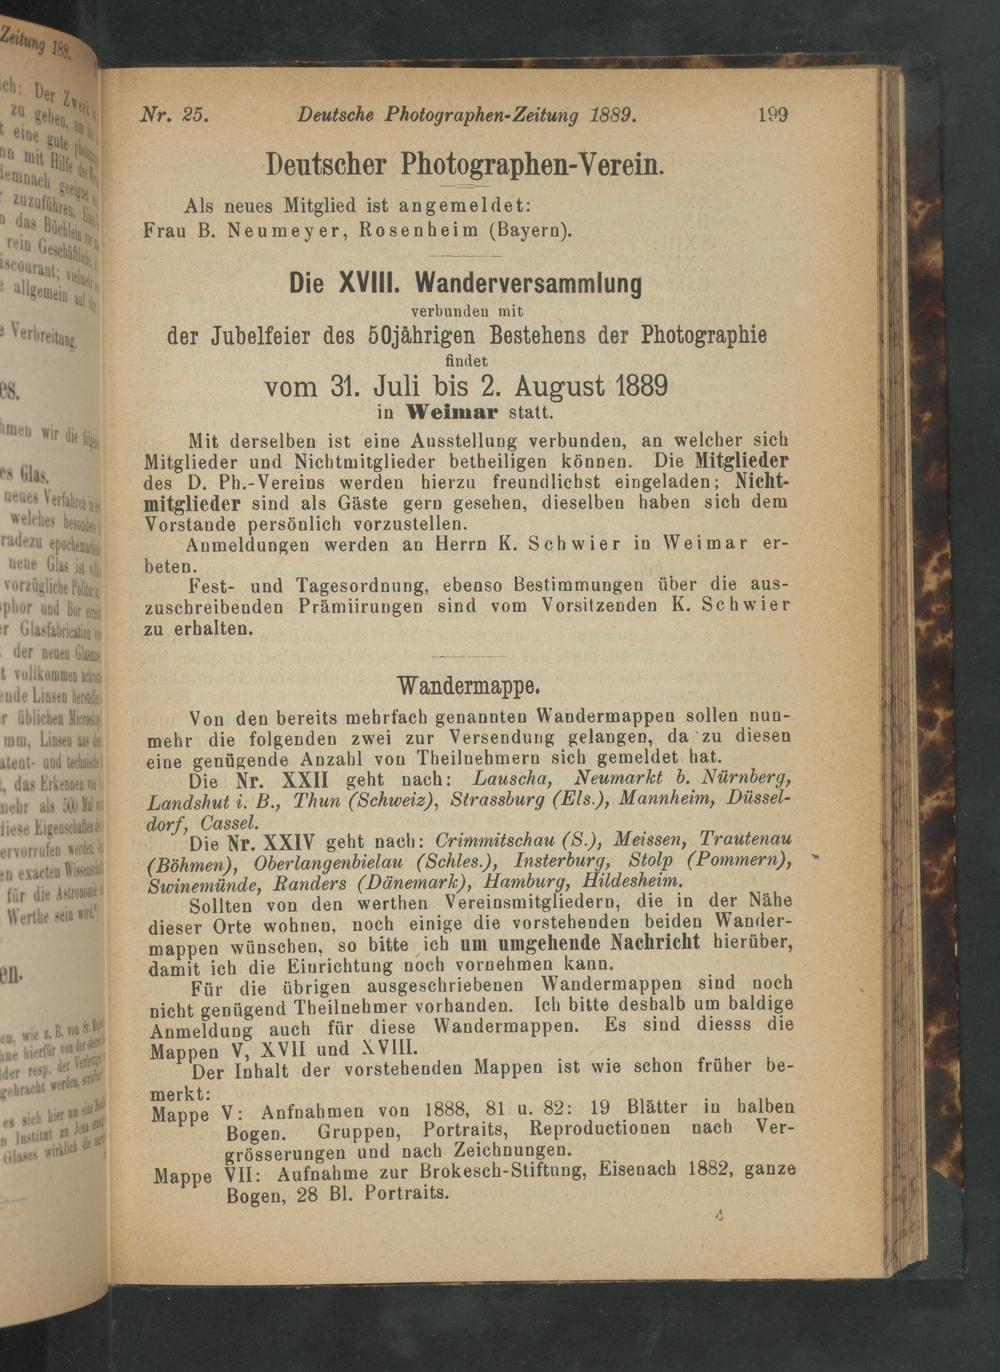 Nr. 25. Deutsche Photographen-Zeitung 1889. 199
Deutscher Photographen-Verein.
Als neues Mitglied ist angemeldet:
Frau B. Neumeyer, Rosenheim (Bayern).
Die XVIII. Wanderversammlung
verbunden mit
der Jubelfeier des 50jährigen Bestehens der Photographie
findet
vom 31. Juli bis 2. August 1889
in Weimar statt.
Mit derselben ist eine Ausstellung verbunden, an welcher sich
Mitglieder und Nichtmitglieder betheiligen können. Die Mitglieder
des D. Ph.-Vereins werden hierzu freundlichst eingeladen; Nicht-
mitglieder sind als Gäste gern gesehen, dieselben haben sich dem
Vorstande persönlich vorzustellen.
Anmeldungen werden an Herrn K. Schwier in Weimar er-
beten.
Fest- und Tagesordnung, ebenso Bestimmungen über die aus-
zuschreibenden Prämiirungen sind vom Vorsitzenden K. Schwier
zu erhalten.
Wandermappe.
Von den bereits mehrfach genannten Wandermappen sollen nun-
mehr die folgenden zwei zur Versendung gelangen, da zu diesen
eine genügende Anzahl von Theilnehmern sich gemeldet hat.
Die Nr. XXII geht nach: Lauscha, Neumarkt b. Nürnberg,
Landshut i. B., Thun (Schweiz), Strassburg (Els.), Mannheim, Düssel-
dorf, Cassel.
Die Nr. XXIV geht nach: Crimmitschau (S.), Meissen, Trautenau
(Böhmen), Oberlangenbielau (Schles.), Insterburg, Stolp (Pommern),
Swinemünde, Randers (Dänemark), Hamburg, Hildesheim.
Sollten von den werthen Vereinsmitgliedern, die in der Nähe
dieser Orte wohnen, noch einige die vorstehenden beiden Wander-
mappen wünschen, so bitte ich um umgehende Nachricht hierüber,
damit ich die Einrichtung noch vornehmen kann.
Für die übrigen ausgeschriebenen Wandermappen sind noch
nicht genügend Theilnehmer vorhanden. Ich bitte deshalb um baldige
Anmeldung auch für diese Wandermappen. Es sind diesss die
Mappen V, XVII und XVIII.
Der Inhalt der vorstehenden Mappen ist wie schon früher be-
merkt:
Mappe V: Aufnahmen von 1888, 81 u. 82: 19 Blätter in halben
Bogen. Gruppen, Portraits, Reproductionen nach Ver-
grösserungen und nach Zeichnungen.
Mappe VII: Aufnahme zur Brokesch-Stiftung, Eisenach 1882, ganze
Bogen, 28 Bl. Portraits.